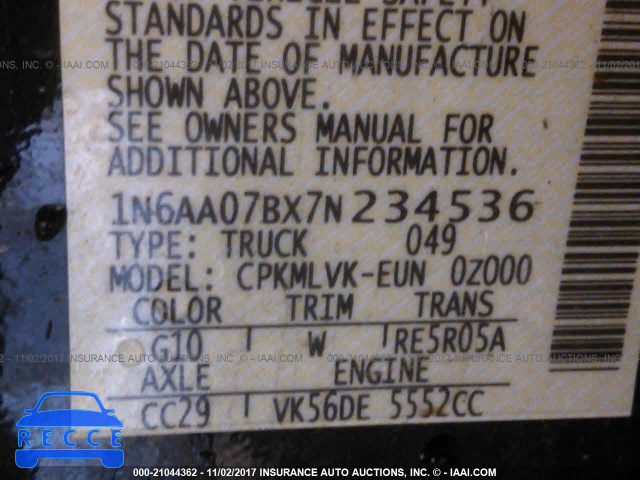 STANDARDS IN EFFECT ON
THE DATE OF MANUFACTURE
SHOWN ABOVE.
SEE OWNERS MANUAL FOR
ADDITIONAL INFORMATION.
1N6AA07BX7N234536
TYPE: TRUCK 049
MODEL: CPKMLVK-EUN 0Z000
COLOR TRIM TRANS
G10 W RE5R05A
AXLE ENGINE
CC29 VK56DE 5552CC
RECCE
000-21044362 - 11/02/2017 INSURANCE AUTO AUCTIONS, INC. - © IAAI.COM